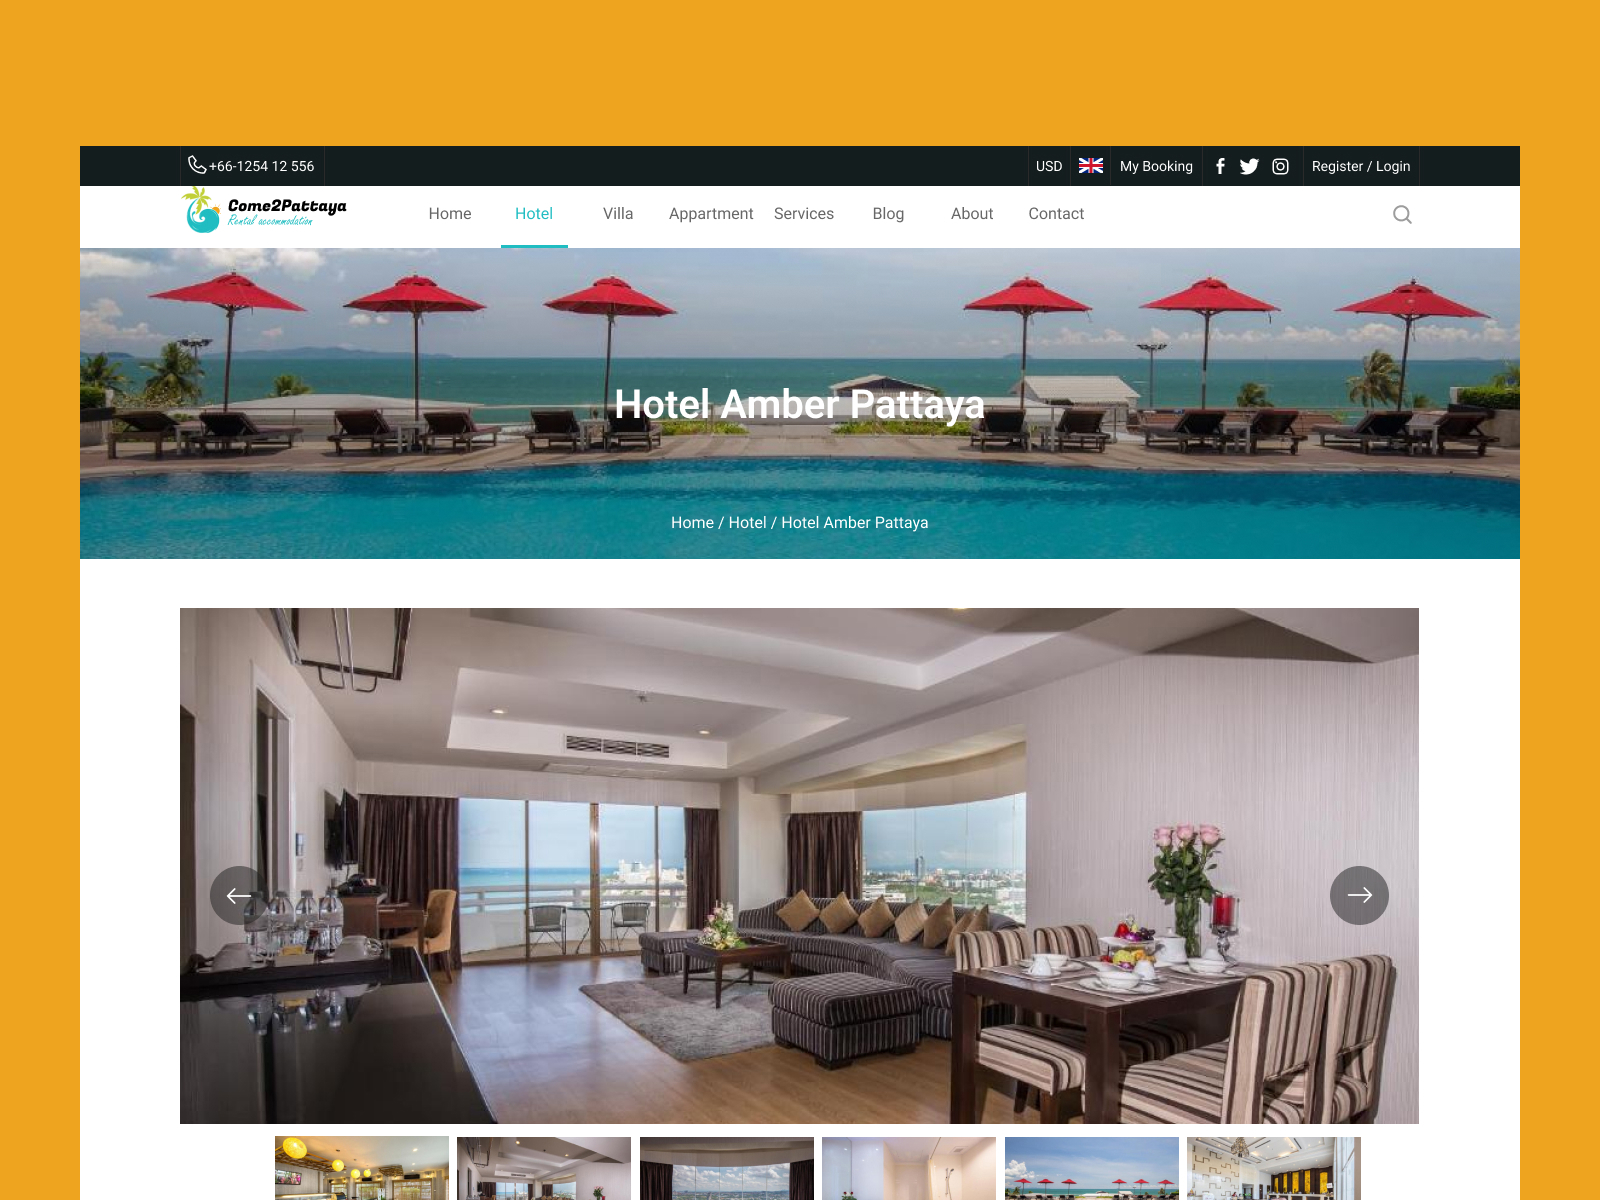 +66-1254 12 556
USD
My Booking
Register / Login
Come2Pattaya
Rental accommodation
Home
Hotel
Villa
Appartment
Services
Blog
About
Contact
Hotel Amber Pattaya
Home / Hotel / Hotel Amber Pattaya